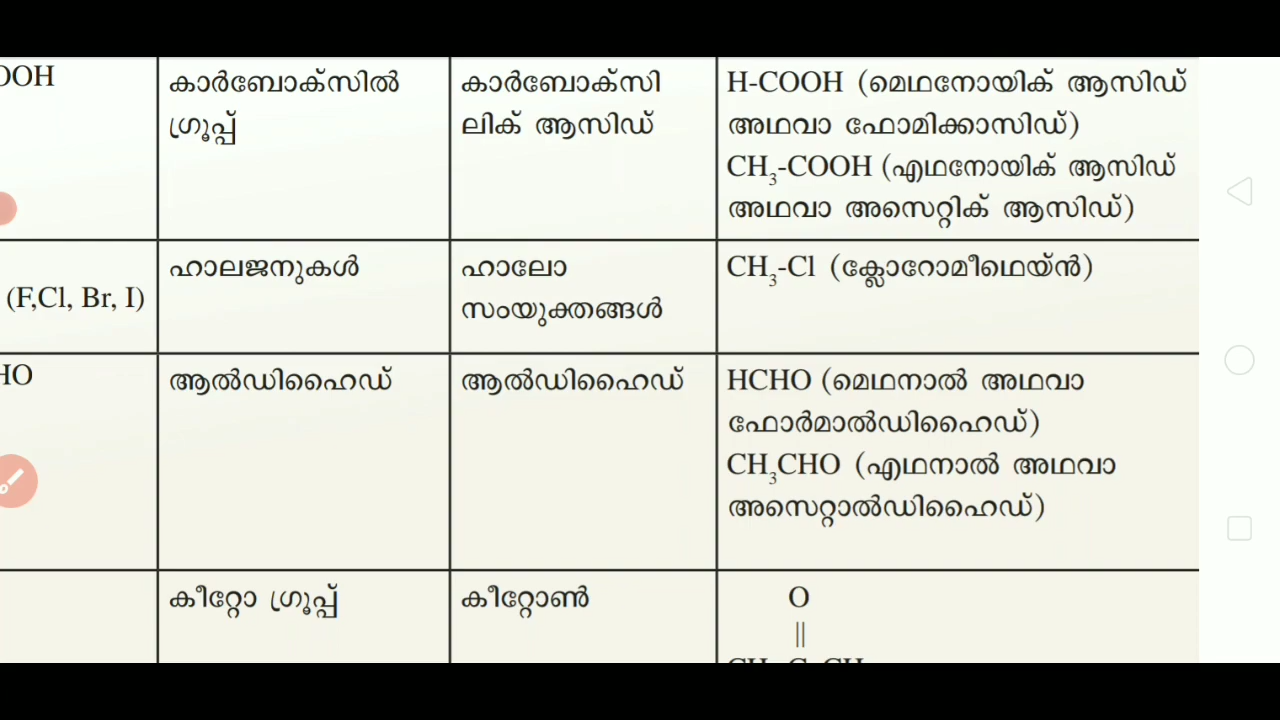 OOH
കാർബോക്സിൽ
ഗ്രൂപ്പ്
കാർബോക്സി
ലിക് ആസിഡ്
H-COOH (മെഥനോയിക് ആസിഡ്
അഥവാ ഫോമിക്കാസിഡ്)
CH₃-COOH (എഥനോയിക് ആസിഡ്
അഥവാ അസെറ്റിക് ആസിഡ്)
(F,Cl, Br, I)
ഹാലജനുകൾ
ഹാലോ
സംയുക്തങ്ങൾ
CH₃-Cl (ക്ലോറോമീഥെയ്ൻ)
HO
ആൽഡിഹൈഡ്
ആൽഡിഹൈഡ്
HCHO (മെഥനാൽ അഥവാ
ഫോർമാൽഡിഹൈഡ്)
CH₃CHO (എഥനാൽ അഥവാ
അസെറ്റാൽഡിഹൈഡ്)
കീറ്റോ ഗ്രൂപ്പ്
കീറ്റോൺ
O
||